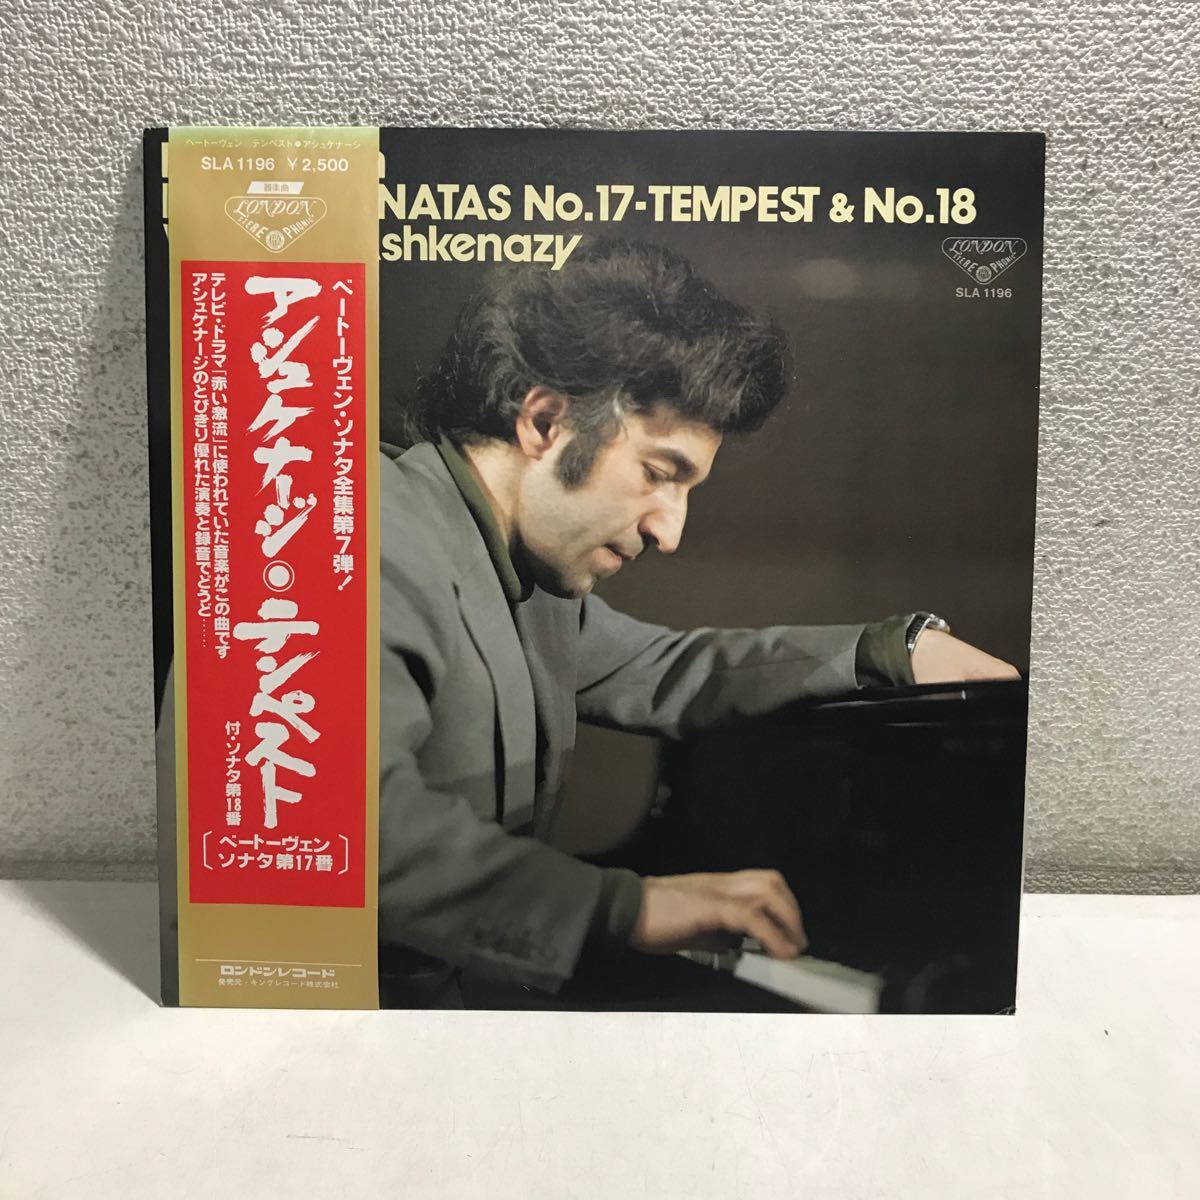 ベートーヴェン テンペスト●アシュケナージ
SLA 1196 ￥2,500
器楽曲
LONDON
STEREO PHONIC
ベートーヴェン・ソナタ全集第7弾！
アシュケナージ◎テンペスト
付・ソナタ第18番
テレビ・ドラマ「赤い激流」に使われていた音楽がこの曲です
アシュケナージのとびきり優れた演奏と録音でどうぞ……
ベートーヴェン
ソナタ第17番
ロンドンレコード
発売元・キングレコード株式会社
NATAS No.17-TEMPEST & No.18
shkenazy
LONDON
STEREO PHONIC
SLA 1196